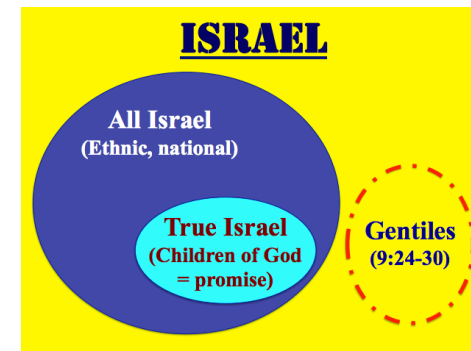 ISRAEL
All Israel
(Ethnic, national)
True Israel
(Children of God
= promise)
Gentiles
(9:24-30)